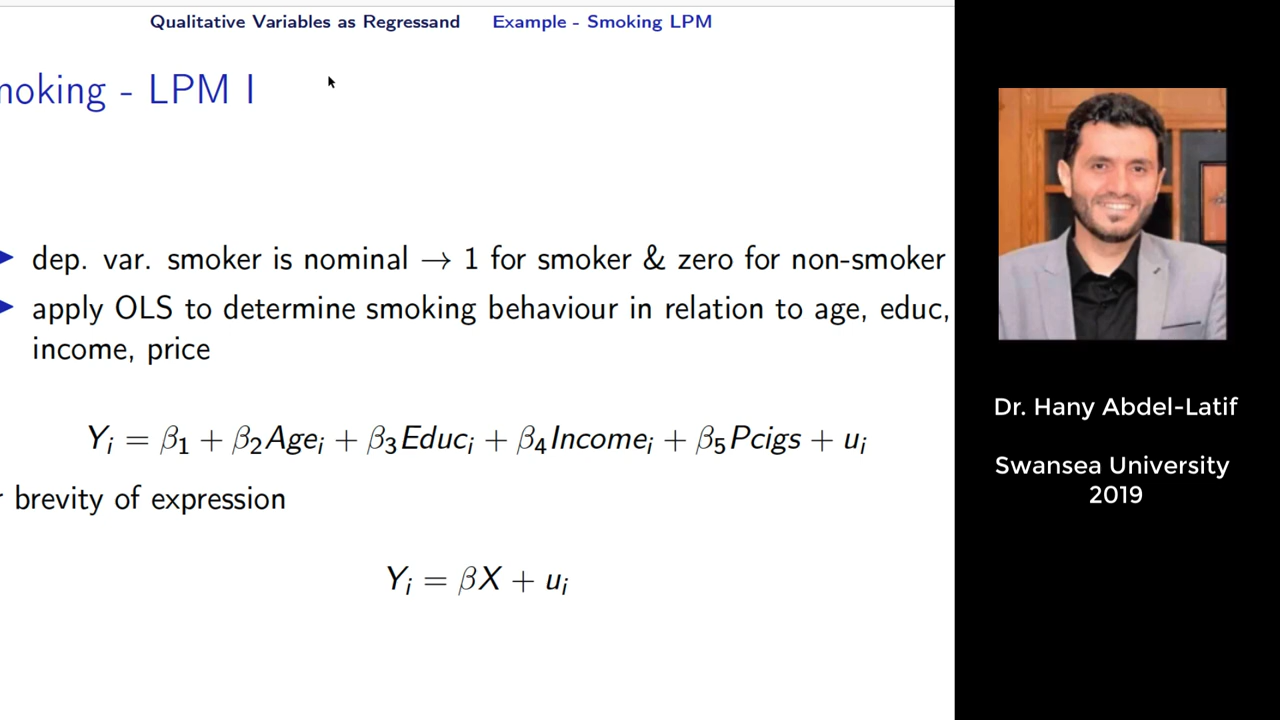 Qualitative Variables as Regressand Example - Smoking LPM
moking - LPM I
dep. var. smoker is nominal → 1 for smoker & zero for non-smoker
apply OLS to determine smoking behaviour in relation to age, educ,
income, price
Yᵢ = β₁ + β₂Ageᵢ + β₃Educᵢ + β₄Incomeᵢ + β₅Pcigs + uᵢ
brevity of expression
Yᵢ = βX + uᵢ
Dr. Hany Abdel-Latif
Swansea University
2019